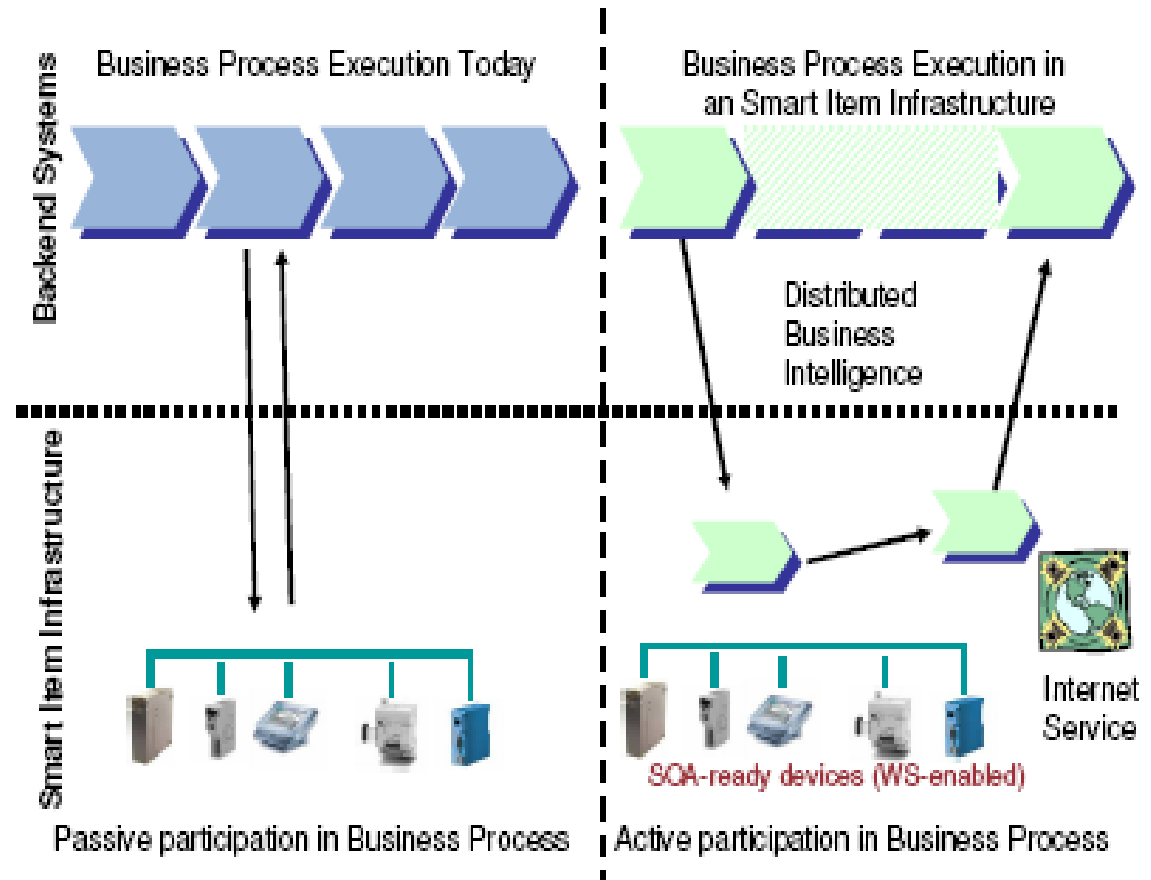 Business Process Execution Today
Business Process Execution in
an Smart Item Infrastructure
Backend Systems
Distributed
Business
Intelligence
Smart Item Infrastructure
Internet
Service
SOA-ready devices (WS-enabled)
Passive participation in Business Process
Active participation in Business Process